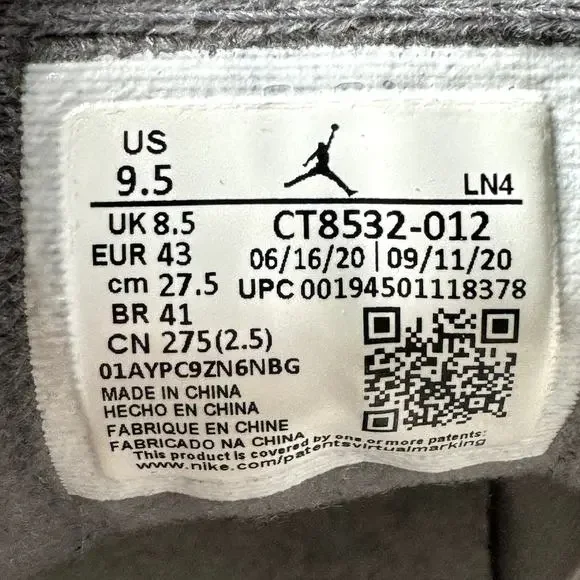 US
9.5
LN4
UK 8.5
CT8532-012
EUR 43
06/16/20 | 09/11/20
cm 27.5
UPC 00194501118378
BR 41
CN 275(2.5)
01AYPC9ZN6NBG
MADE IN CHINA
HECHO EN CHINA
FABRIQUE EN CHINE
FABRICADO NA CHINA
This product is covered by one or more patents:
www.nike.com/patentsvirtualmarking